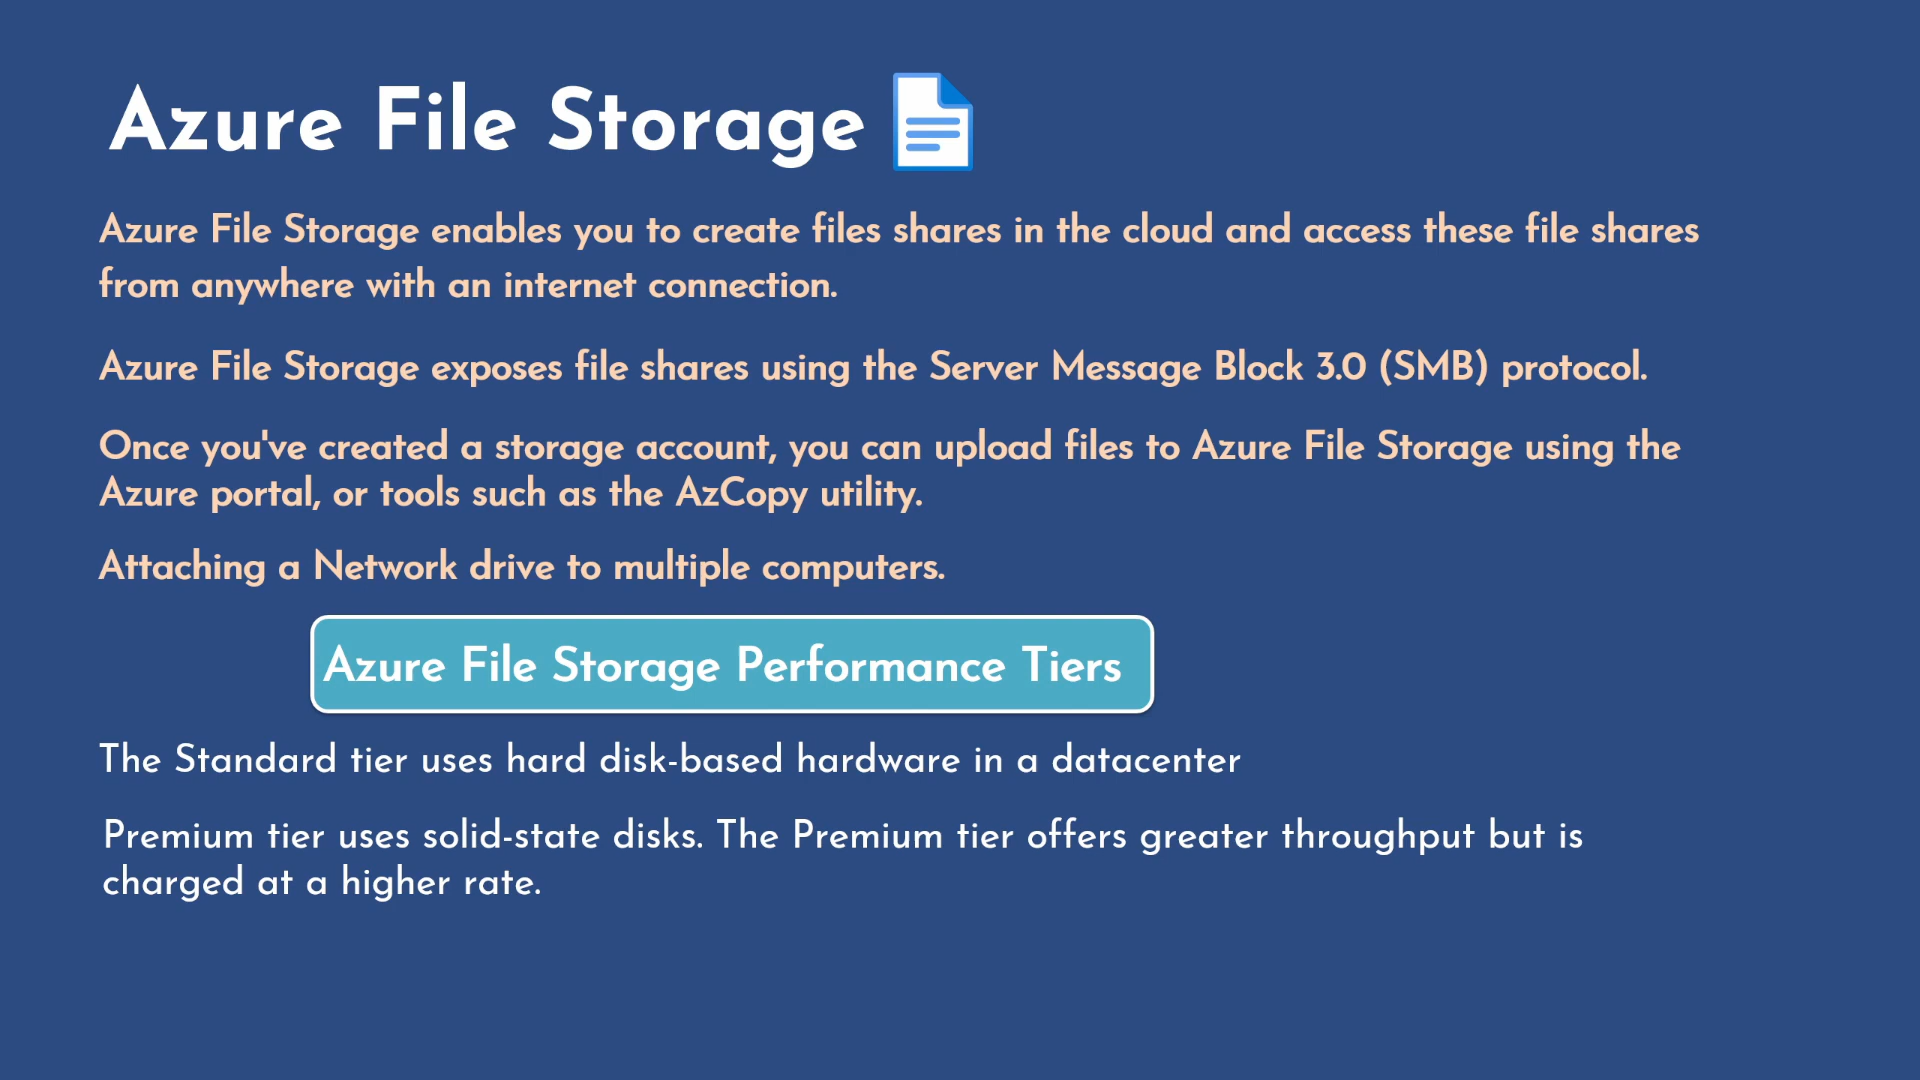 Azure File Storage
Azure File Storage enables you to create files shares in the cloud and access these file shares
from anywhere with an internet connection.
Azure File Storage exposes file shares using the Server Message Block 3.0 (SMB) protocol.
Once you've created a storage account, you can upload files to Azure File Storage using the
Azure portal, or tools such as the AzCopy utility.
Attaching a Network drive to multiple computers.
Azure File Storage Performance Tiers
The Standard tier uses hard disk-based hardware in a datacenter
Premium tier uses solid-state disks. The Premium tier offers greater throughput but is
charged at a higher rate.